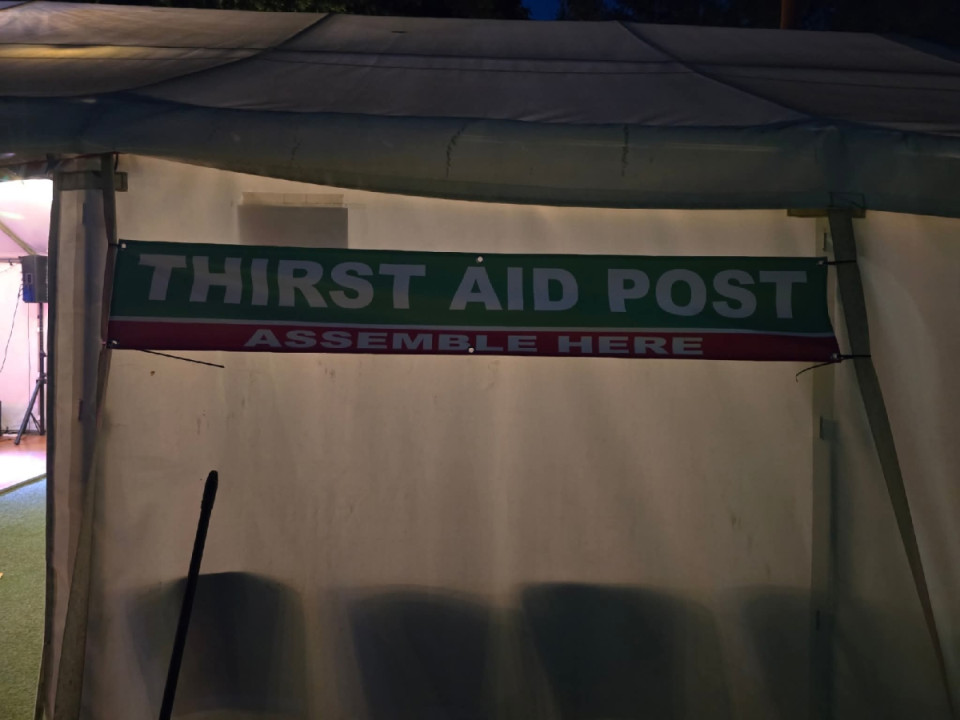 THIRST AID POST
ASSEMBLE HERE